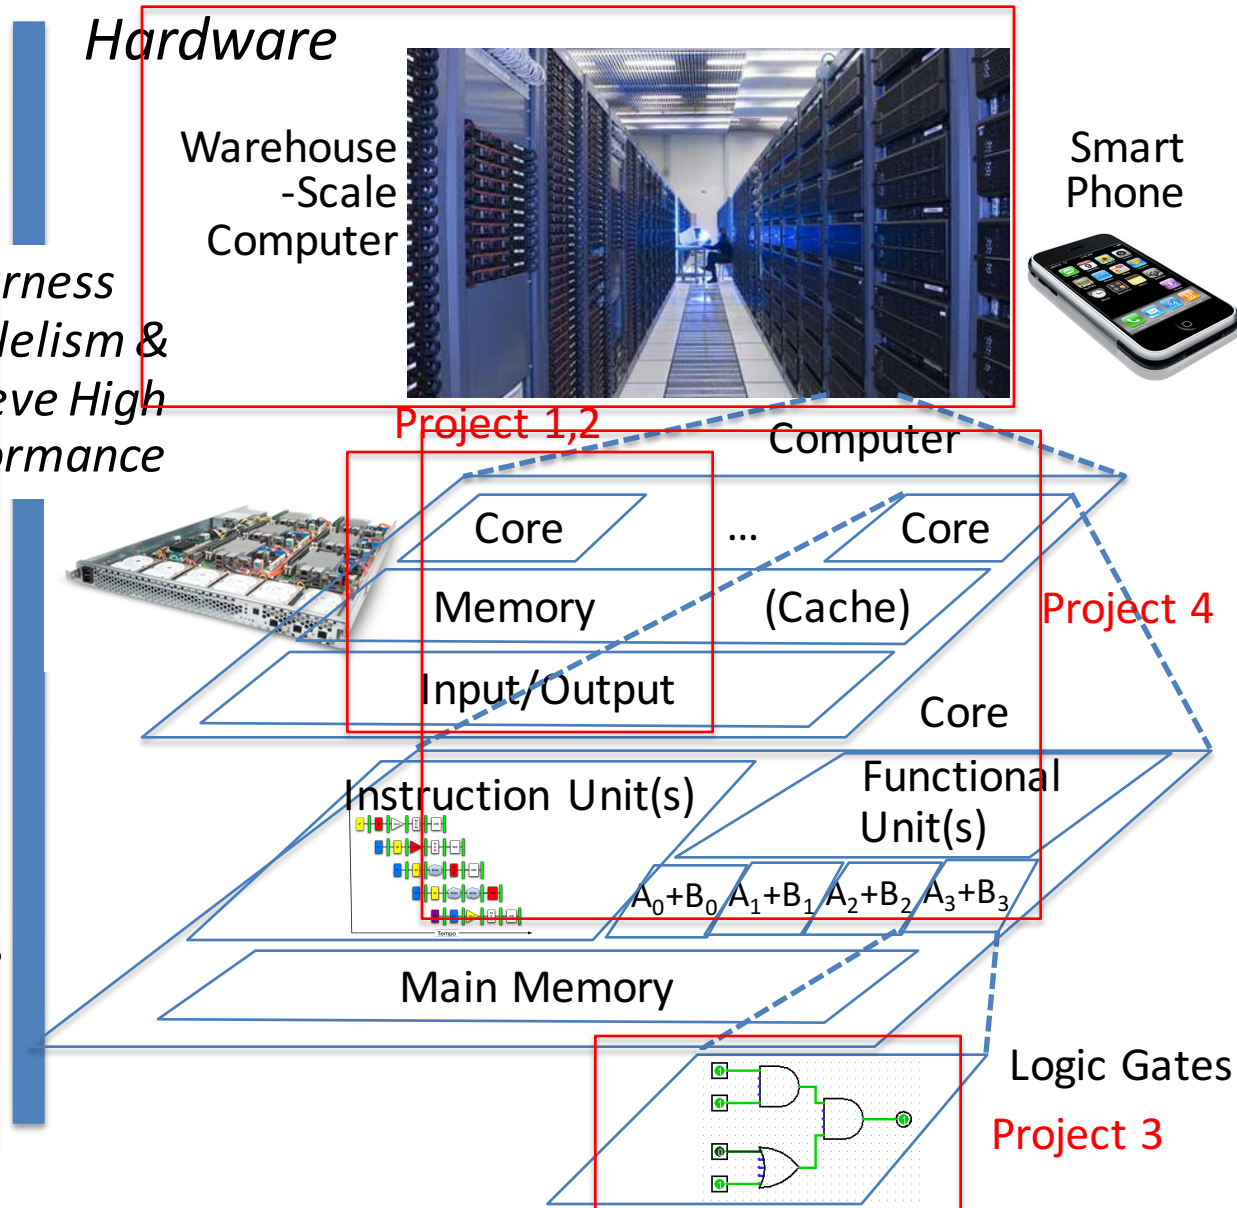 Hardware
Warehouse
-Scale
Computer
Smart
Phone
rness
lelism &
eve High
ormance
Project 1,2
Computer
Core
...
Core
Memory
(Cache)
Project 4
Input/Output
Core
Instruction Unit(s)
Functional
Unit(s)
A₀+B₀ A₁+B₁ A₂+B₂ A₃+B₃
Tempo
Main Memory
Logic Gates
Project 3